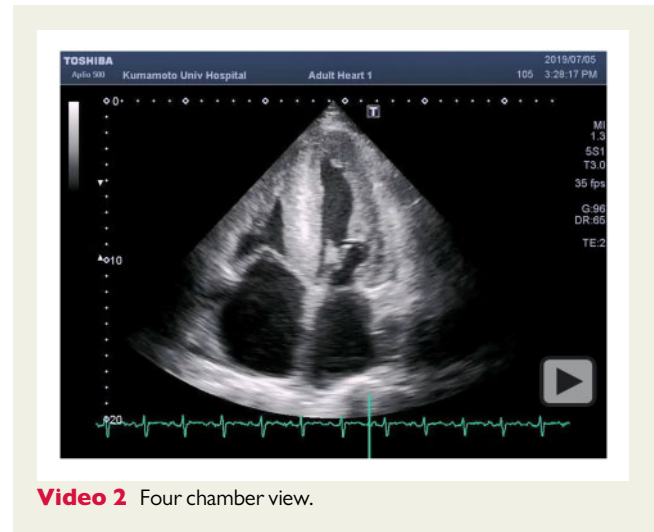 TOSHIBA
Aplio 500 Kumamoto Univ Hospital Adult Heart 1 105 2019/07/05 3:28:17 PM
0
T
MI
1.3
5S1
T3.0
35 fps
G:96
DR:65
TE:2
10
20
Video 2 Four chamber view.